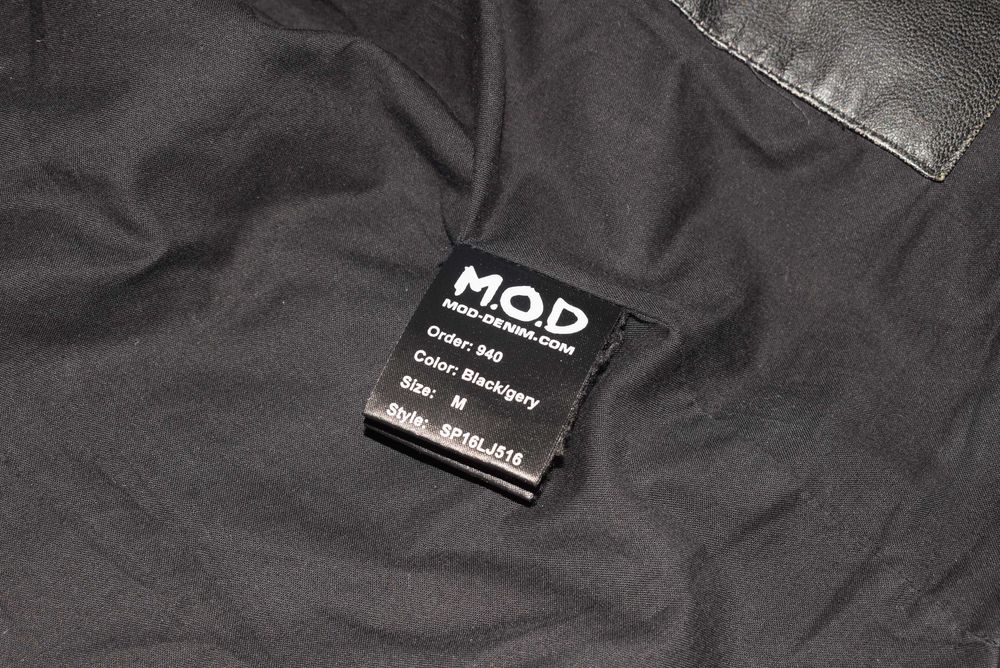 M.O.D
MOD-DENIM.COM
Order: 940
Color: Black/gery
Size: M
Style: SP16LJ516